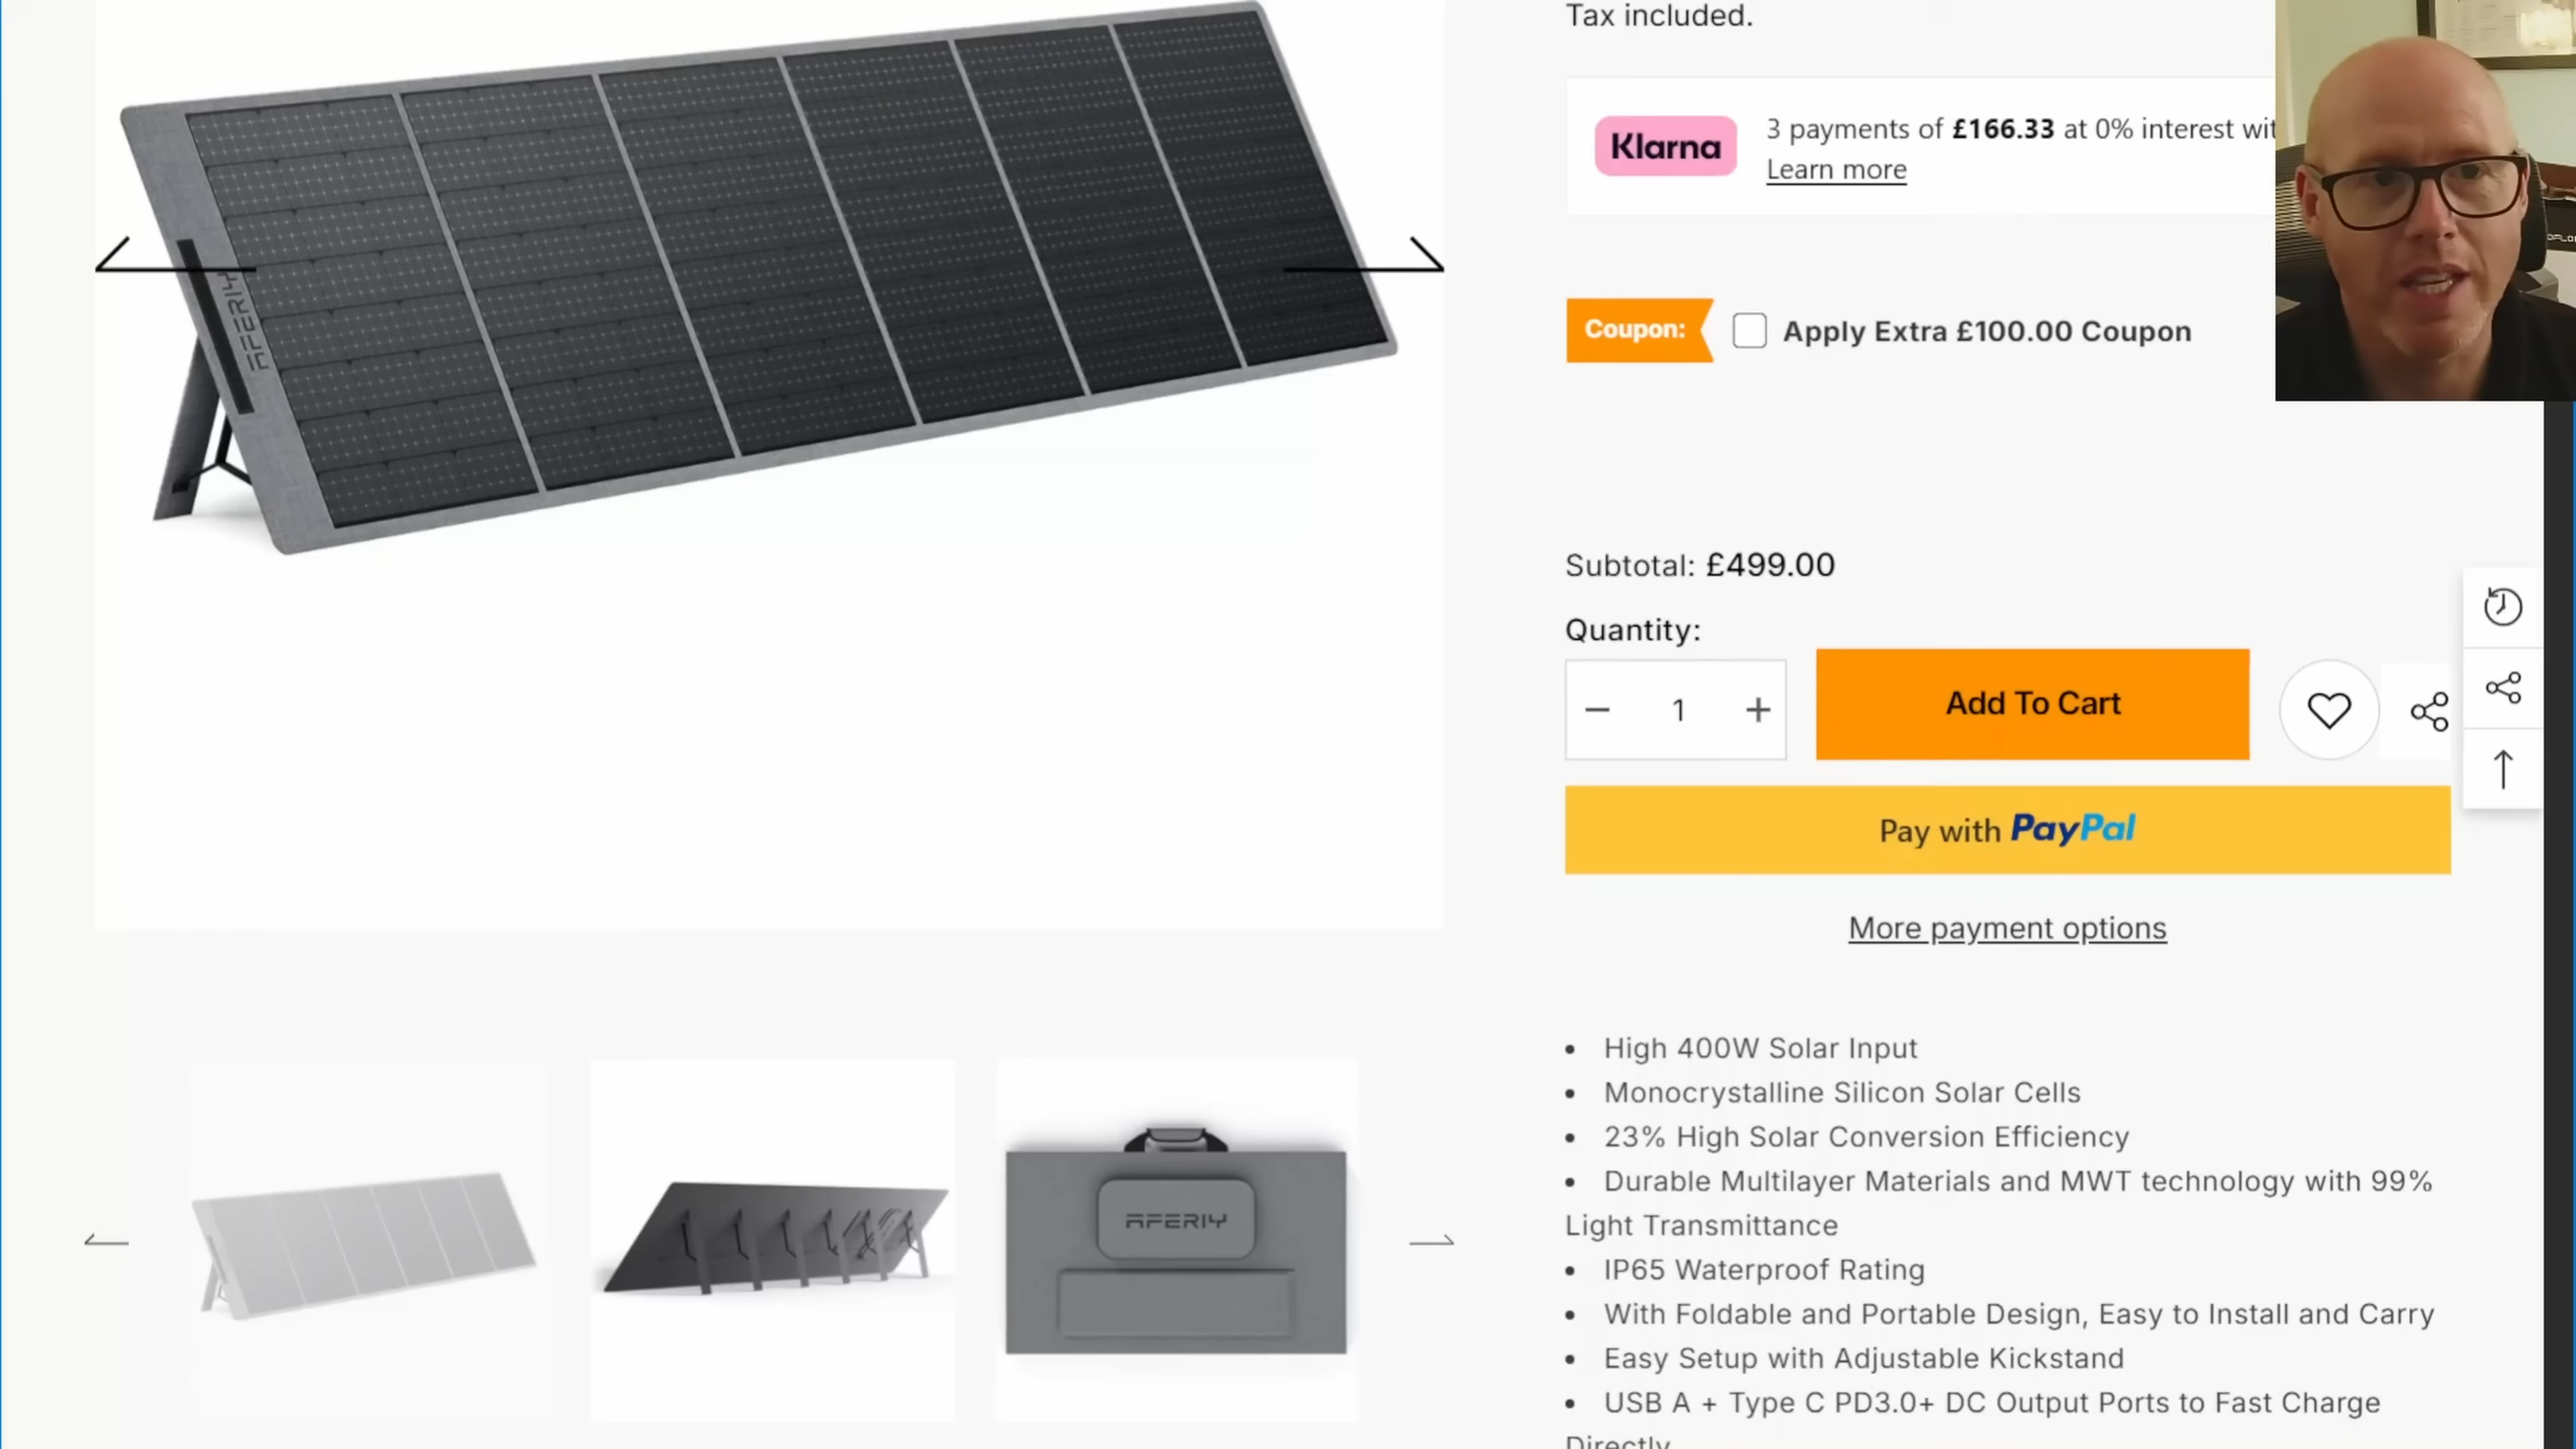 Tax included.
Klarna
3 payments of £166.33 at 0% interest wit
Learn more
AFERIY
Coupon:
Apply Extra £100.00 Coupon
Subtotal: £499.00
Quantity:
− 1 +
Add To Cart
Pay with PayPal
More payment options
• High 400W Solar Input
• Monocrystalline Silicon Solar Cells
• 23% High Solar Conversion Efficiency
• Durable Multilayer Materials and MWT technology with 99%
Light Transmittance
• IP65 Waterproof Rating
• With Foldable and Portable Design, Easy to Install and Carry
• Easy Setup with Adjustable Kickstand
• USB A + Type C PD3.0+ DC Output Ports to Fast Charge
Directly
AFERIY